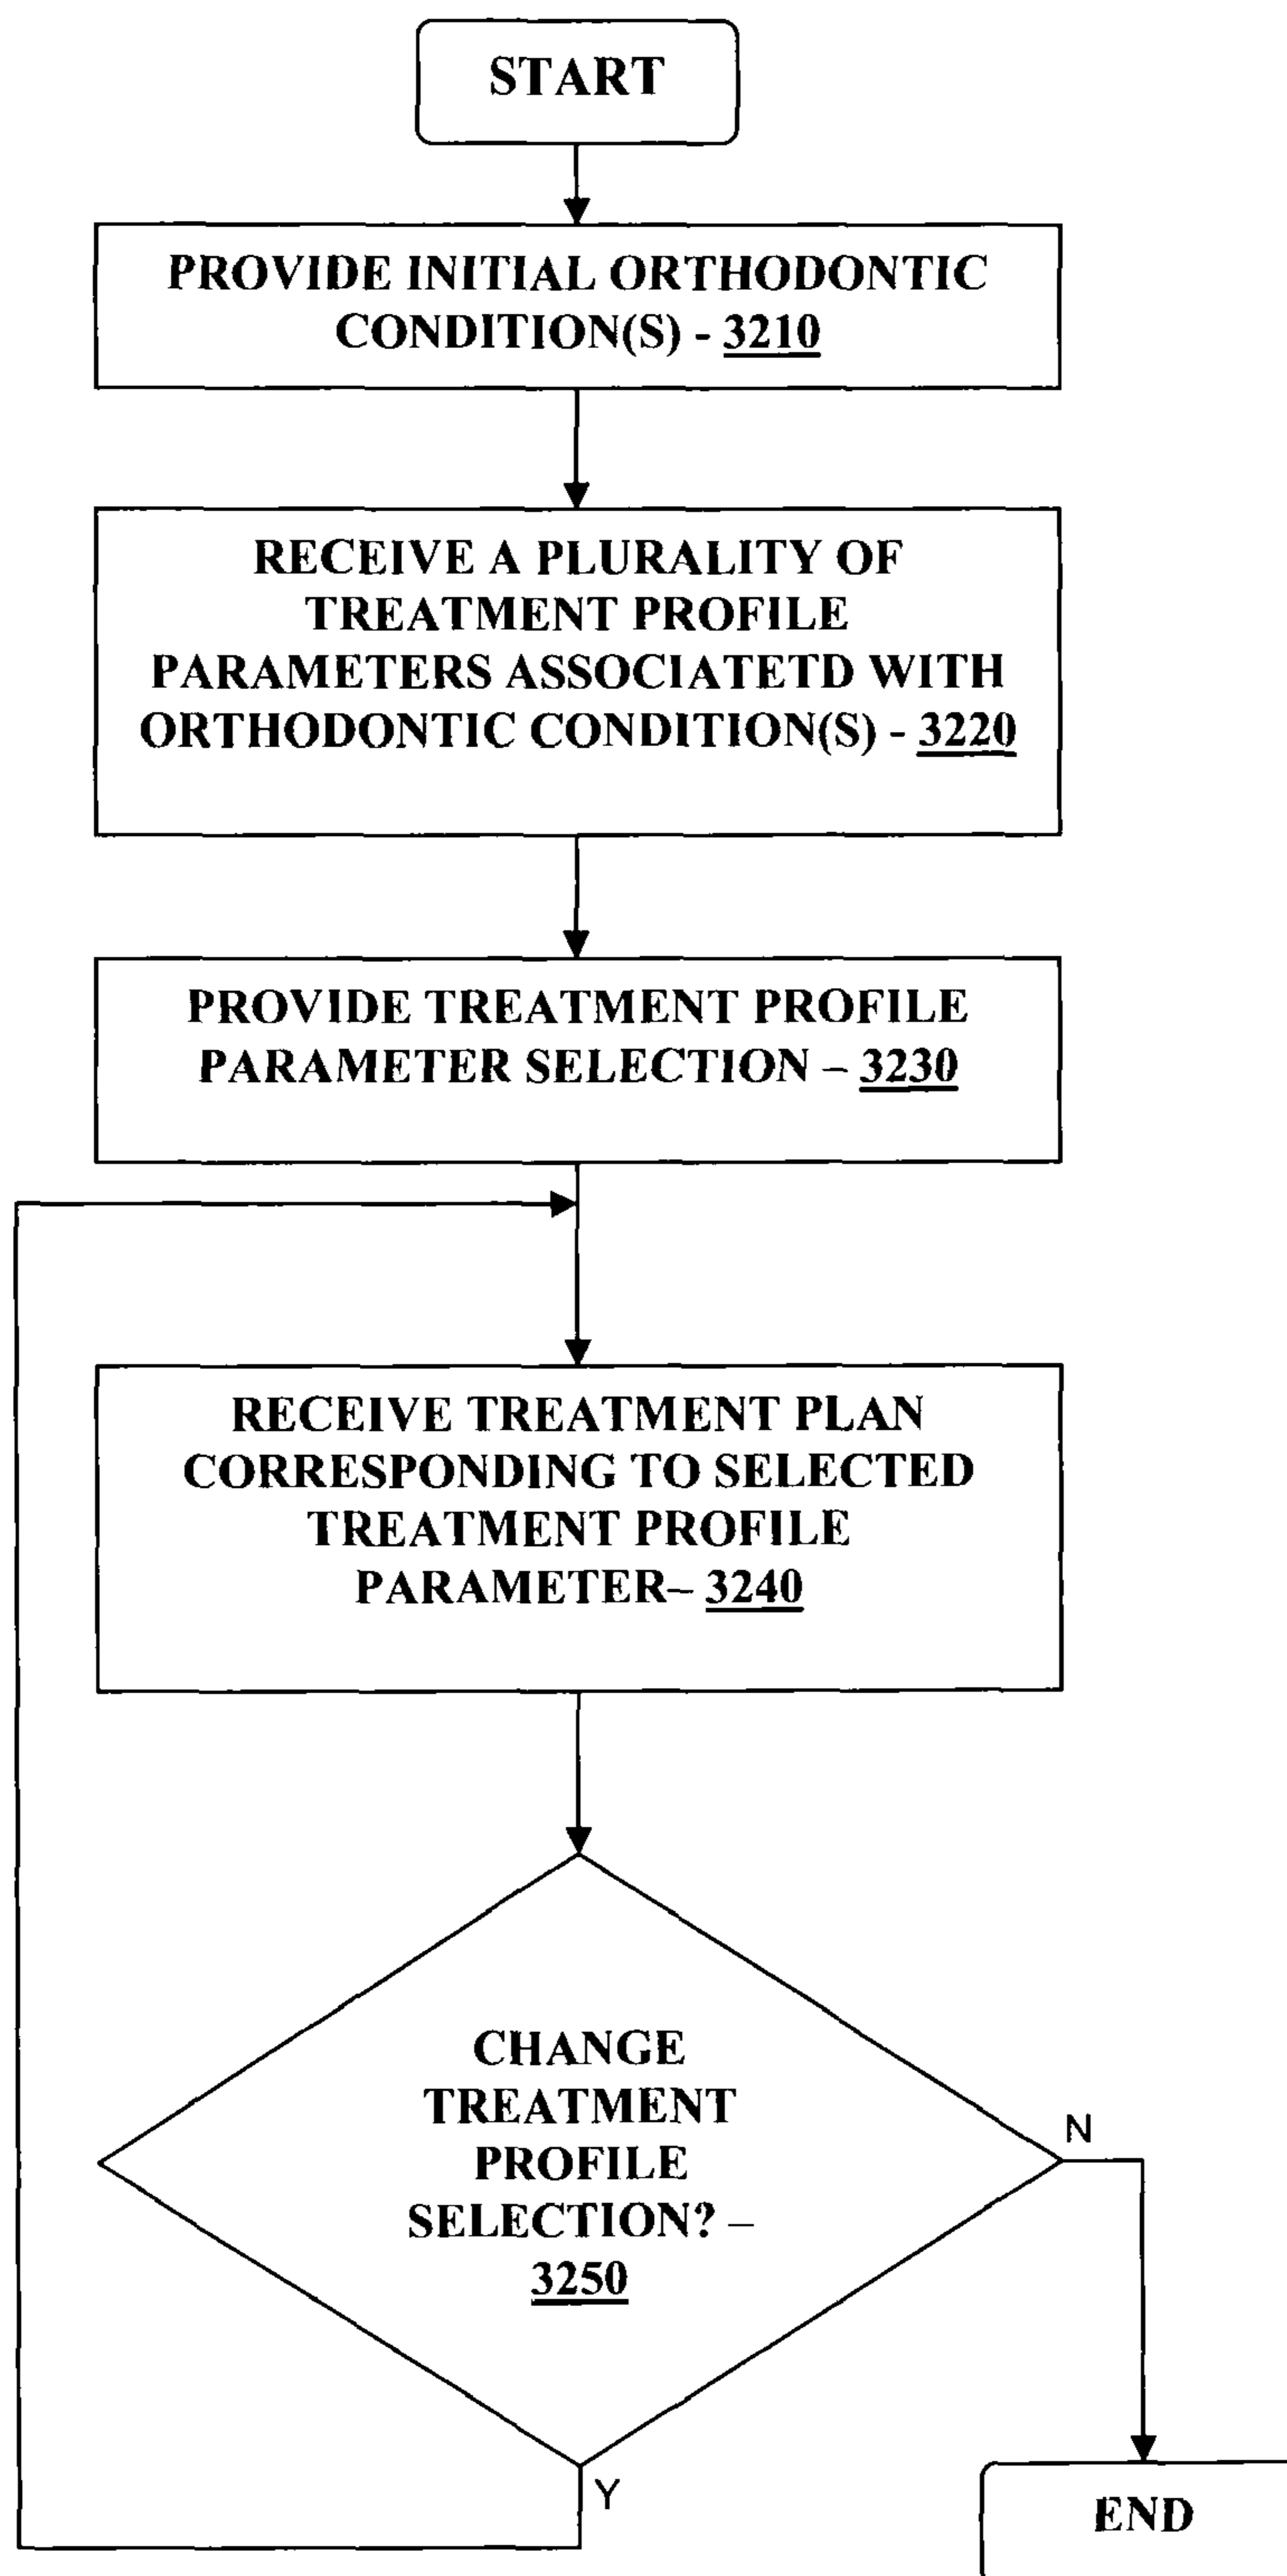 START
PROVIDE INITIAL ORTHODONTIC
CONDITION(S) - 3210
RECEIVE A PLURALITY OF
TREATMENT PROFILE
PARAMETERS ASSOCIATETD WITH
ORTHODONTIC CONDITION(S) - 3220
PROVIDE TREATMENT PROFILE
PARAMETER SELECTION – 3230
RECEIVE TREATMENT PLAN
CORRESPONDING TO SELECTED
TREATMENT PROFILE
PARAMETER– 3240
CHANGE
TREATMENT
PROFILE
SELECTION? –
3250
N
Y
END